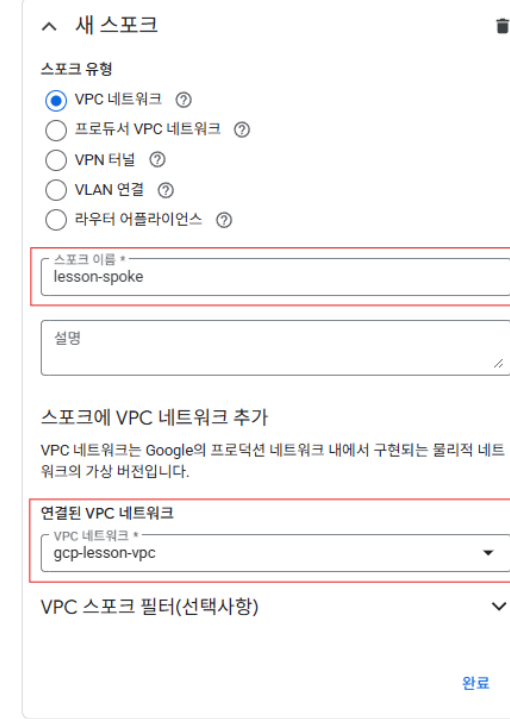 새 스포크
스포크 유형
VPC 네트워크
프로듀서 VPC 네트워크
VPN 터널
VLAN 연결
라우터 어플라이언스
스포크 이름 *
lesson-spoke
설명
스포크에 VPC 네트워크 추가
VPC 네트워크는 Google의 프로덕션 네트워크 내에서 구현되는 물리적 네트
워크의 가상 버전입니다.
연결된 VPC 네트워크
VPC 네트워크 *
gcp-lesson-vpc
VPC 스포크 필터(선택사항)
완료